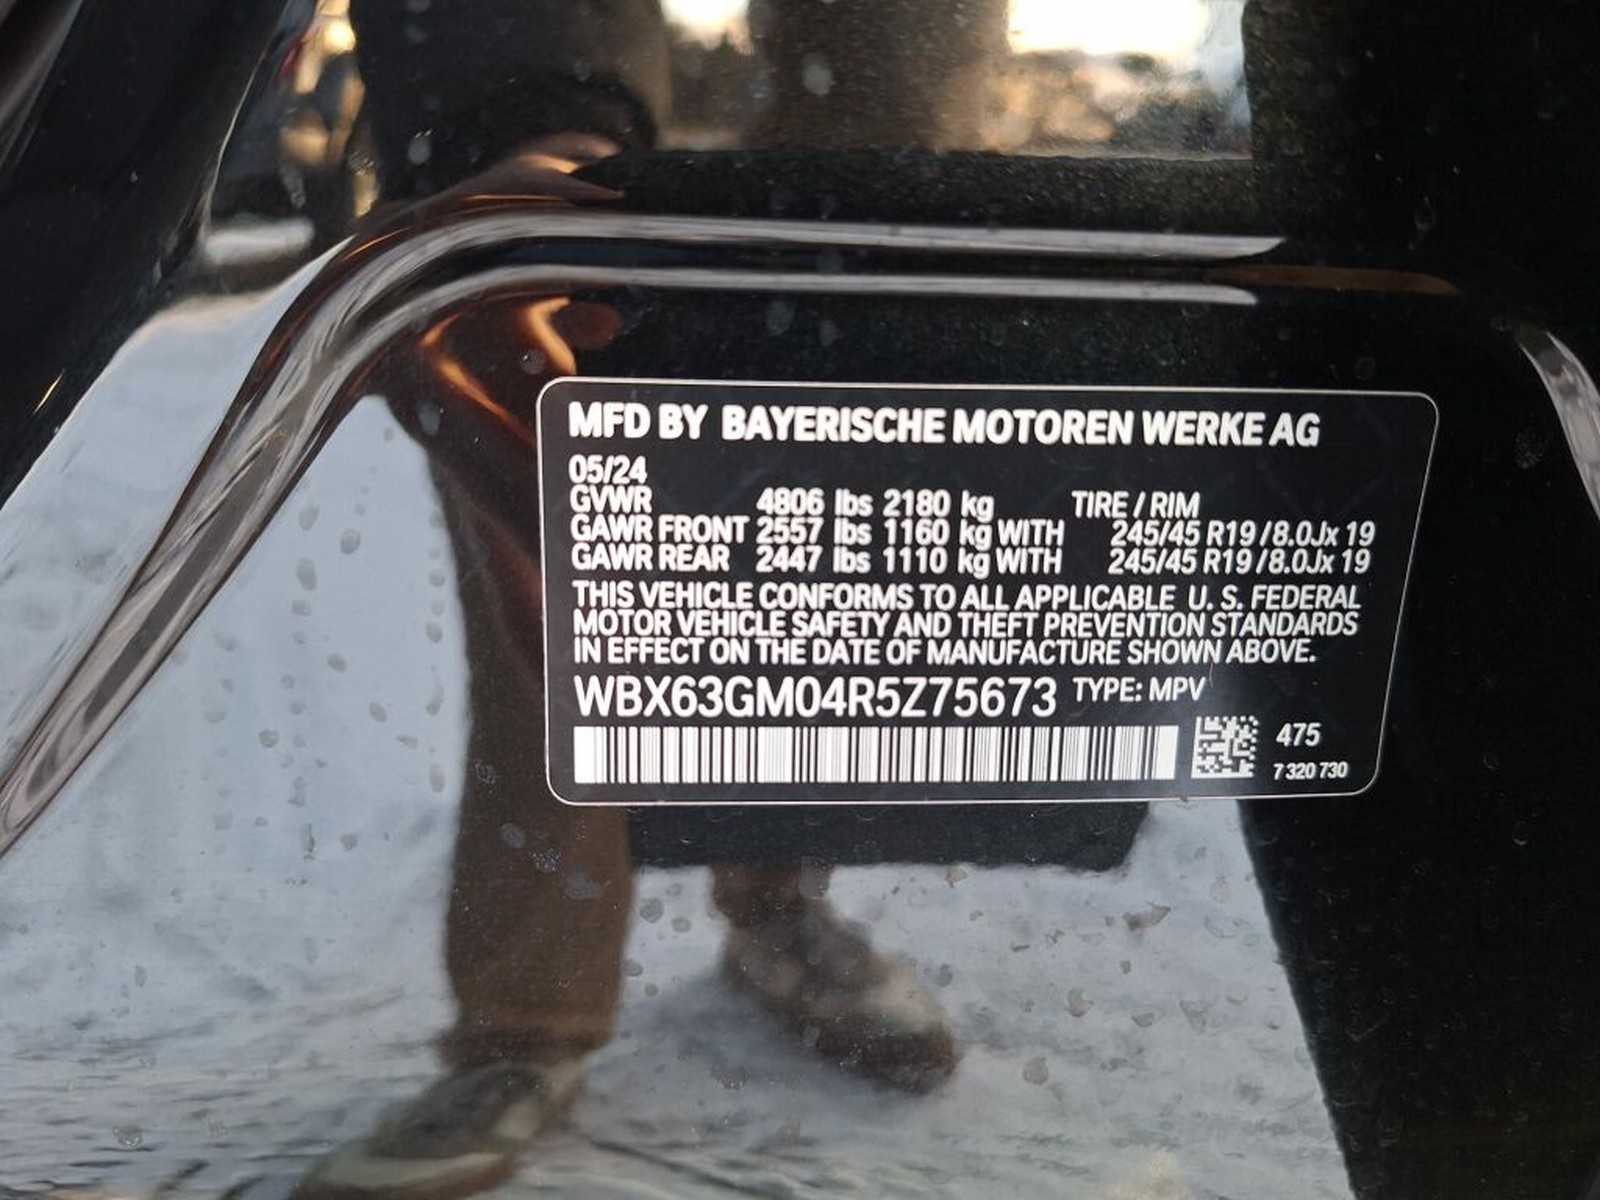 MFD BY BAYERISCHE MOTOREN WERKE AG
05/24
GVWR 4806 lbs 2180 kg TIRE / RIM
GAWR FRONT 2557 lbs 1160 kg WITH 245/45 R19 /8.0Jx 19
GAWR REAR 2447 lbs 1110 kg WITH 245/45 R19 /8.0Jx 19
THIS VEHICLE CONFORMS TO ALL APPLICABLE U. S. FEDERAL
MOTOR VEHICLE SAFETY AND THEFT PREVENTION STANDARDS
IN EFFECT ON THE DATE OF MANUFACTURE SHOWN ABOVE.
WBX63GM04R5Z75673 TYPE: MPV
475
7 320 730